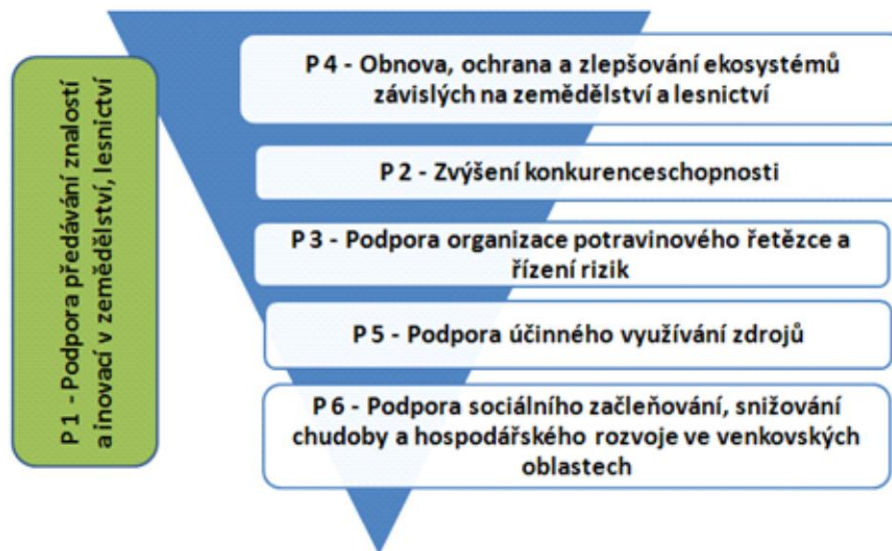 P 1 - Podpora předávání znalostí
a inovací v zemědělství, lesnictví
P 4 - Obnova, ochrana a zlepšování ekosystémů
závislých na zemědělství a lesnictví
P 2 - Zvýšení konkurenceschopnosti
P 3 - Podpora organizace potravinového řetězce a
řízení rizik
P 5 - Podpora účinného využívání zdrojů
P 6 - Podpora sociálního začleňování, snižování
chudoby a hospodářského rozvoje ve venkovských
oblastech